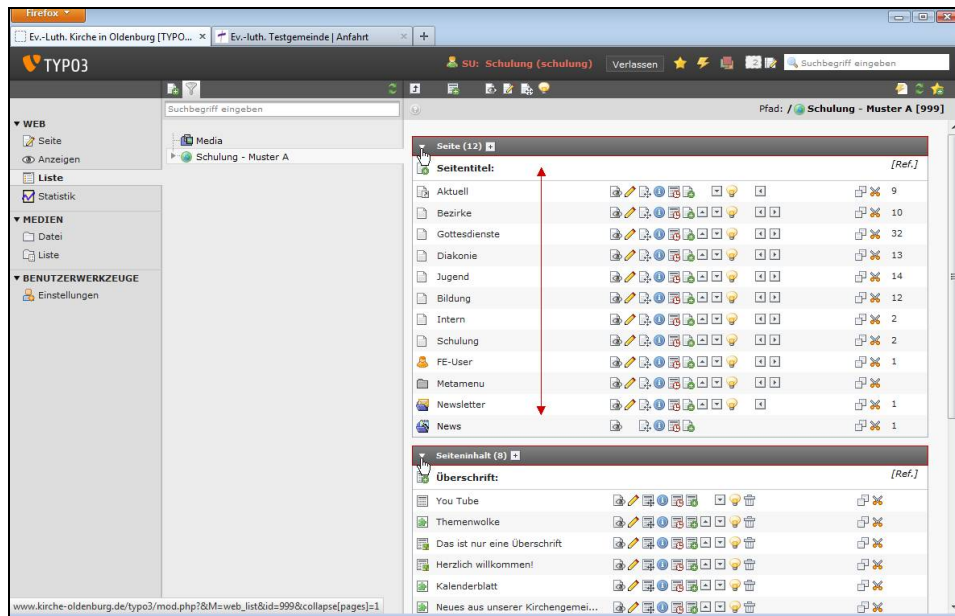 Firefox
Ev.-Luth. Kirche in Oldenburg [TYPO... × Ev.-luth. Testgemeinde | Anfahrt × +
TYPO3 SU: Schulung (schulung) Verlassen 2 Suchbegriff eingeben
Suchbegriff eingeben Pfad: / Schulung - Muster A [999]
WEB
Seite
Anzeigen
Liste
Statistik
MEDIEN
Datei
Liste
BENUTZERWERKZEUGE
Einstellungen
Media
Schulung - Muster A
Seite (12)
Seitentitel: [Ref.]
Aktuell 9
Bezirke 10
Gottesdienste 32
Diakonie 13
Jugend 14
Bildung 12
Intern 2
Schulung 2
FE-User 1
Metamenu
Newsletter 1
News 1
Seiteninhalt (8)
Überschrift: [Ref.]
You Tube
Themenwolke
Das ist nur eine Überschrift
Herzlich willkommen!
Kalenderblatt
Neues aus unserer Kirchengemei...
www.kirche-oldenburg.de/typo3/mod.php?&M=web_list&id=999&collapse[pages]=1